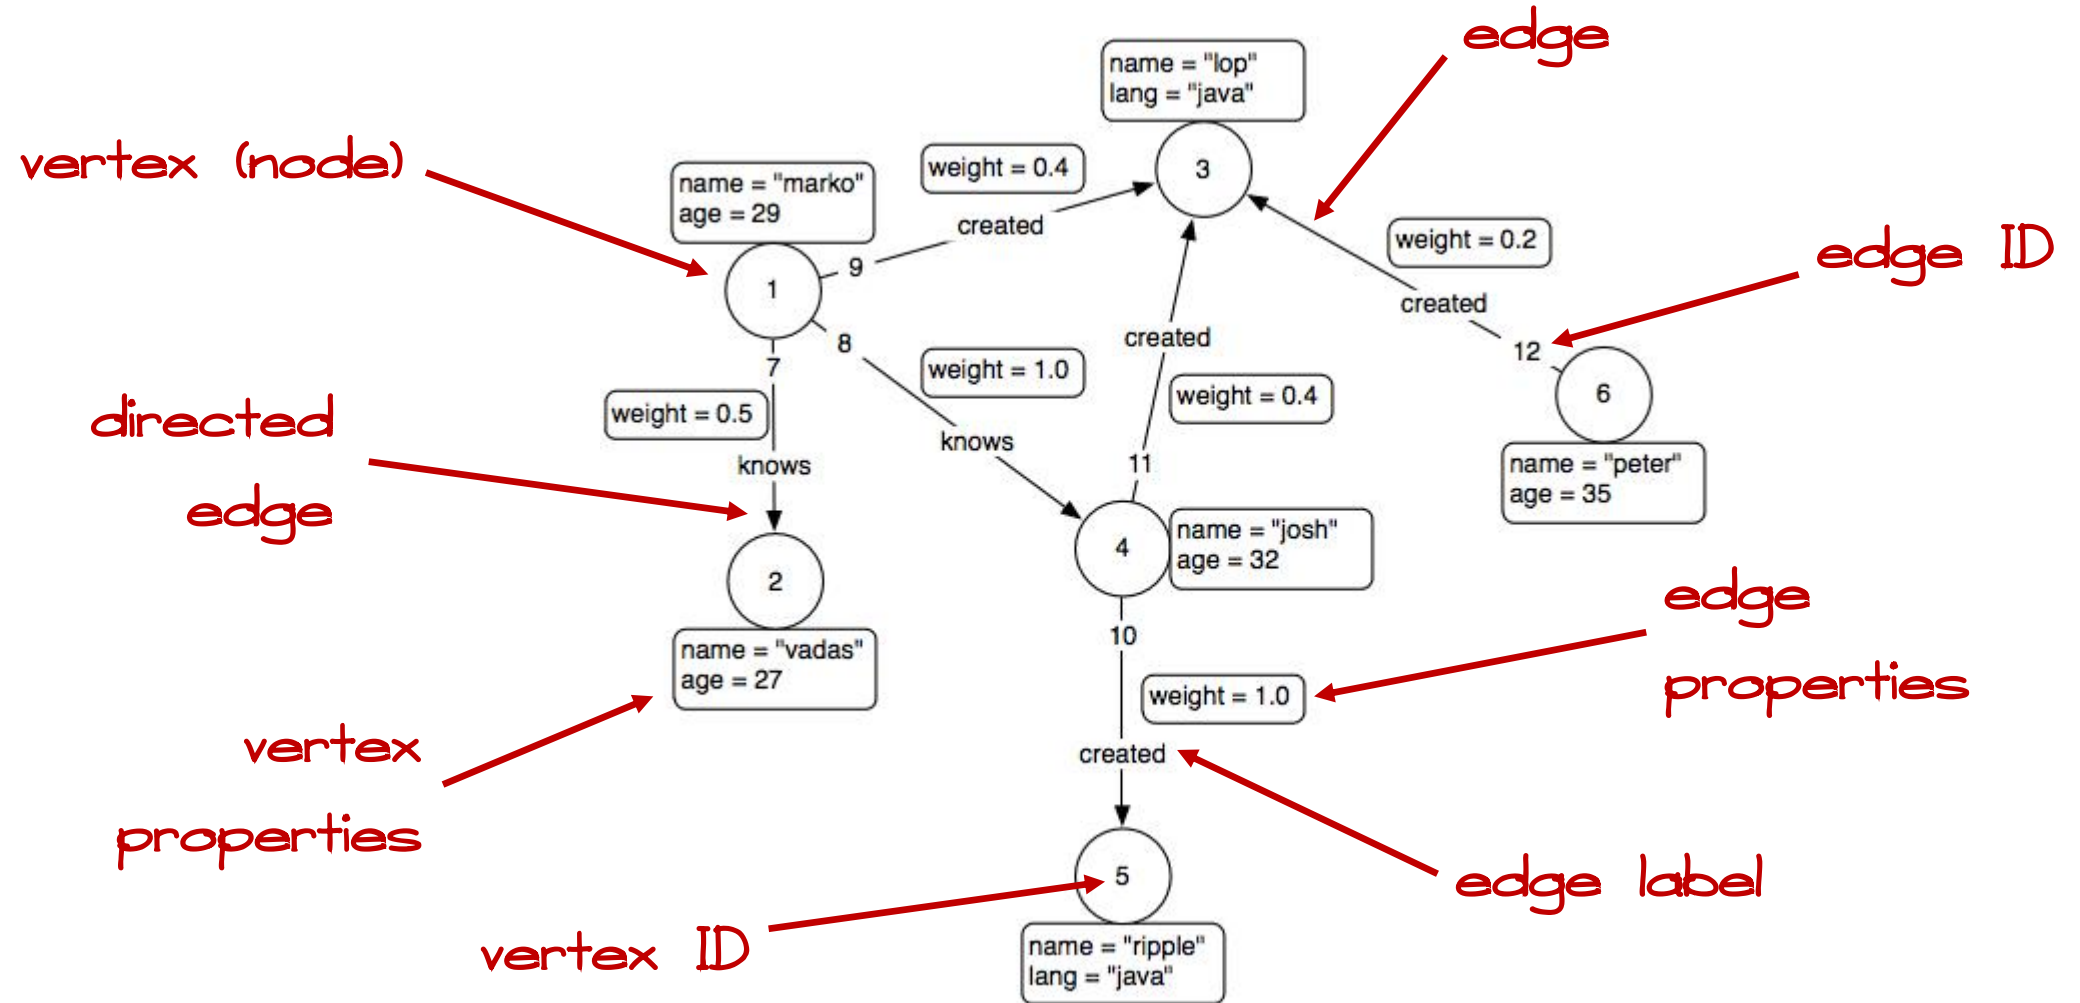 edge
name = "lop"
lang = "java"
vertex (node)
weight = 0.4
3
name = "marko"
age = 29
created
weight = 0.2
edge ID
9
1
created
8
created
12
7
weight = 1.0
6
weight = 0.4
directed
edge
weight = 0.5
knows
knows
11
name = "peter"
age = 35
4
name = "josh"
age = 32
2
edge
properties
10
name = "vadas"
age = 27
weight = 1.0
vertex
properties
created
5
edge label
vertex ID
name = "ripple"
lang = "java"